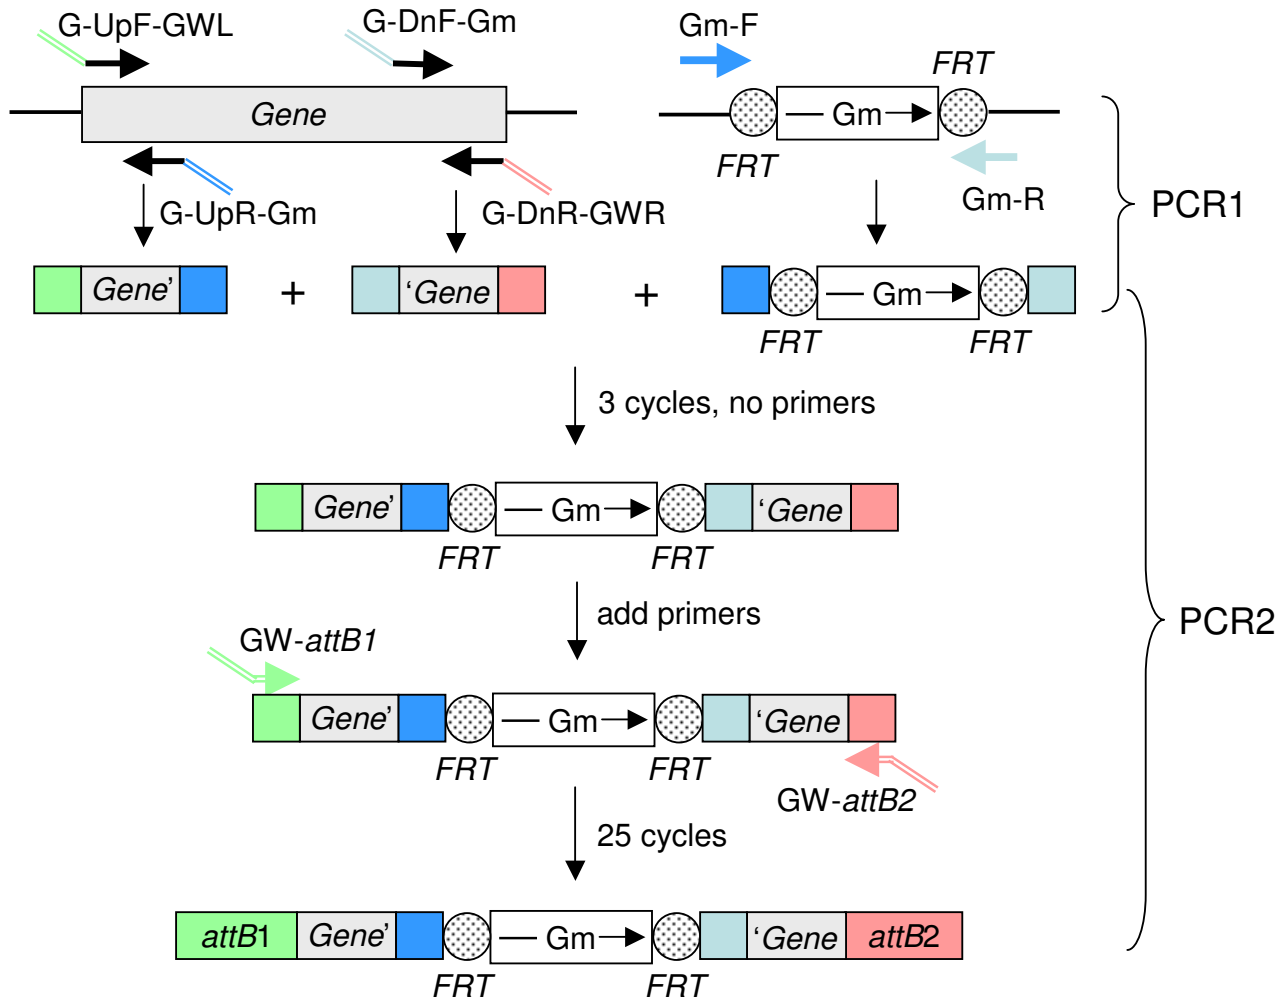 G-UpF-GWL
G-DnF-Gm
Gm-F
FRT
Gene
Gm
FRT
G-UpR-Gm
G-DnR-GWR
Gm-R
PCR1
Gene’
+
‘Gene
+
Gm
FRT
FRT
3 cycles, no primers
Gene’
Gm
‘Gene
FRT
FRT
add primers
PCR2
GW-attB1
Gene’
Gm
‘Gene
FRT
FRT
GW-attB2
25 cycles
attB1
Gene’
Gm
‘Gene
attB2
FRT
FRT